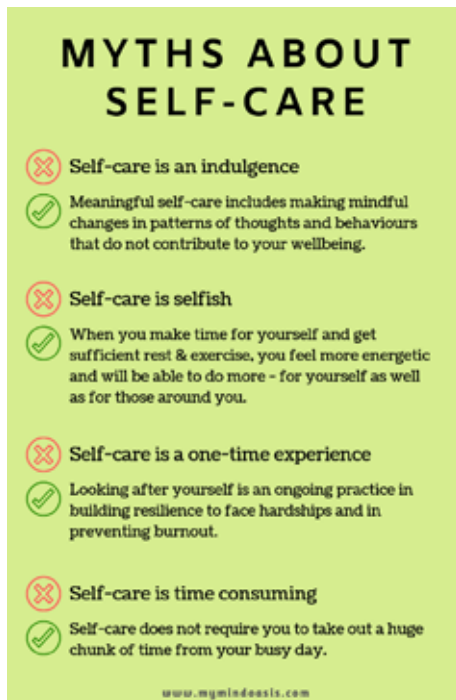 MYTHS ABOUT
SELF-CARE
Self-care is an indulgence
Meaningful self-care includes making mindful
changes in patterns of thoughts and behaviours
that do not contribute to your wellbeing.
Self-care is selfish
When you make time for yourself and get
sufficient rest & exercise, you feel more energetic
and will be able to do more - for yourself as well
as for those around you.
Self-care is a one-time experience
Looking after yourself is an ongoing practice in
building resilience to face hardships and in
preventing burnout.
Self-care is time consuming
Self-care does not require you to take out a huge
chunk of time from your busy day.
www.mymindoasis.com